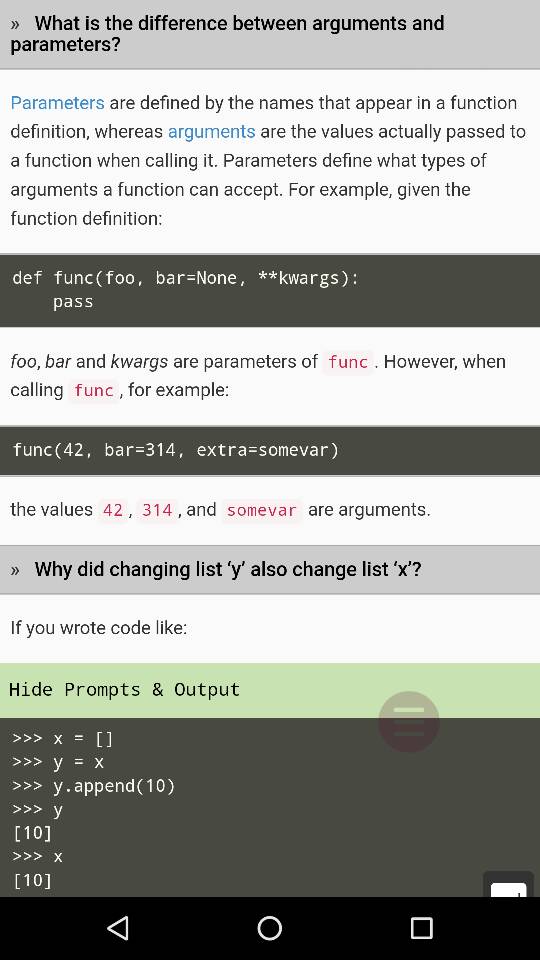 » What is the difference between arguments and
parameters?
Parameters are defined by the names that appear in a function
definition, whereas arguments are the values actually passed to
a function when calling it. Parameters define what types of
arguments a function can accept. For example, given the
function definition:
def func(foo, bar=None, **kwargs):
    pass
foo, bar and kwargs are parameters of func . However, when
calling func , for example:
func(42, bar=314, extra=somevar)
the values 42 , 314 , and somevar are arguments.
» Why did changing list ‘y’ also change list ‘x’?
If you wrote code like:
Hide Prompts & Output
>>> x = []
>>> y = x
>>> y.append(10)
>>> y
[10]
>>> x
[10]